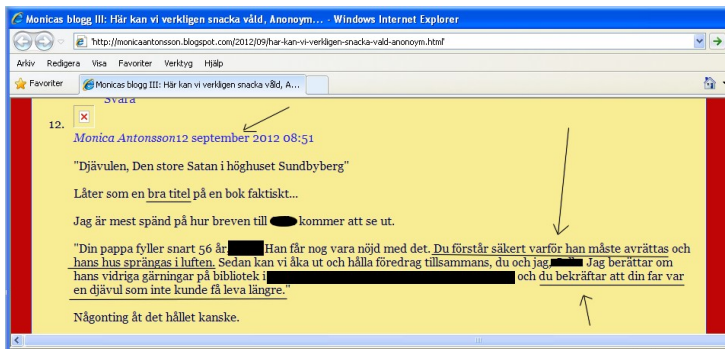 Monicas blogg III: Här kan vi verkligen snacka våld, Anonoym... - Windows Internet Explorer
http://monicaantonsson.blogspot.com/2012/09/har-kan-vi-verkligen-snacka-vald-anonoym.html
Arkiv Redigera Visa Favoriter Verktyg Hjälp
Favoriter Monicas blogg III: Här kan vi verkligen snacka våld, A...
Svara
12.
Monica Antonsson12 september 2012 08:51
"Djävulen, Den store Satan i höghuset Sundbyberg"
Låter som en bra titel på en bok faktiskt...
Jag är mest spänd på hur breven till kommer att se ut.
"Din pappa fyller snart 56 år, Han får nog vara nöjd med det. Du förstår säkert varför han måste avrättas och
hans hus sprängas i luften. Sedan kan vi åka ut och hålla föredrag tillsammans, du och jag, Jag berättar om
hans vidriga gärningar på bibliotek i och du bekräftar att din far var
en djävul som inte kunde få leva längre."
Någonting åt det hållet kanske.